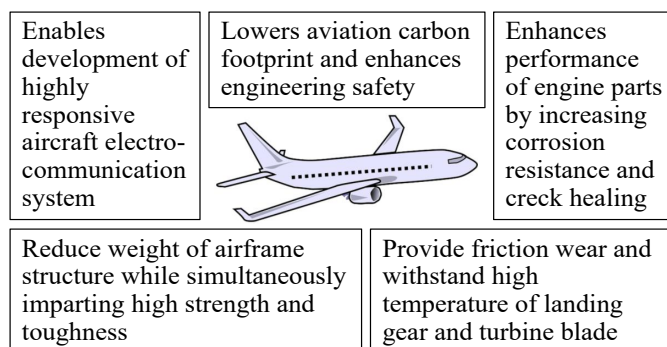 Enables
development of
highly
responsive
aircraft electro-
communication
system
Lowers aviation carbon
footprint and enhances
engineering safety
Enhances
performance
of engine parts
by increasing
corrosion
resistance and
creck healing
Reduce weight of airframe
structure while simultaneously
imparting high strength and
toughness
Provide friction wear and
withstand high
temperature of landing
gear and turbine blade